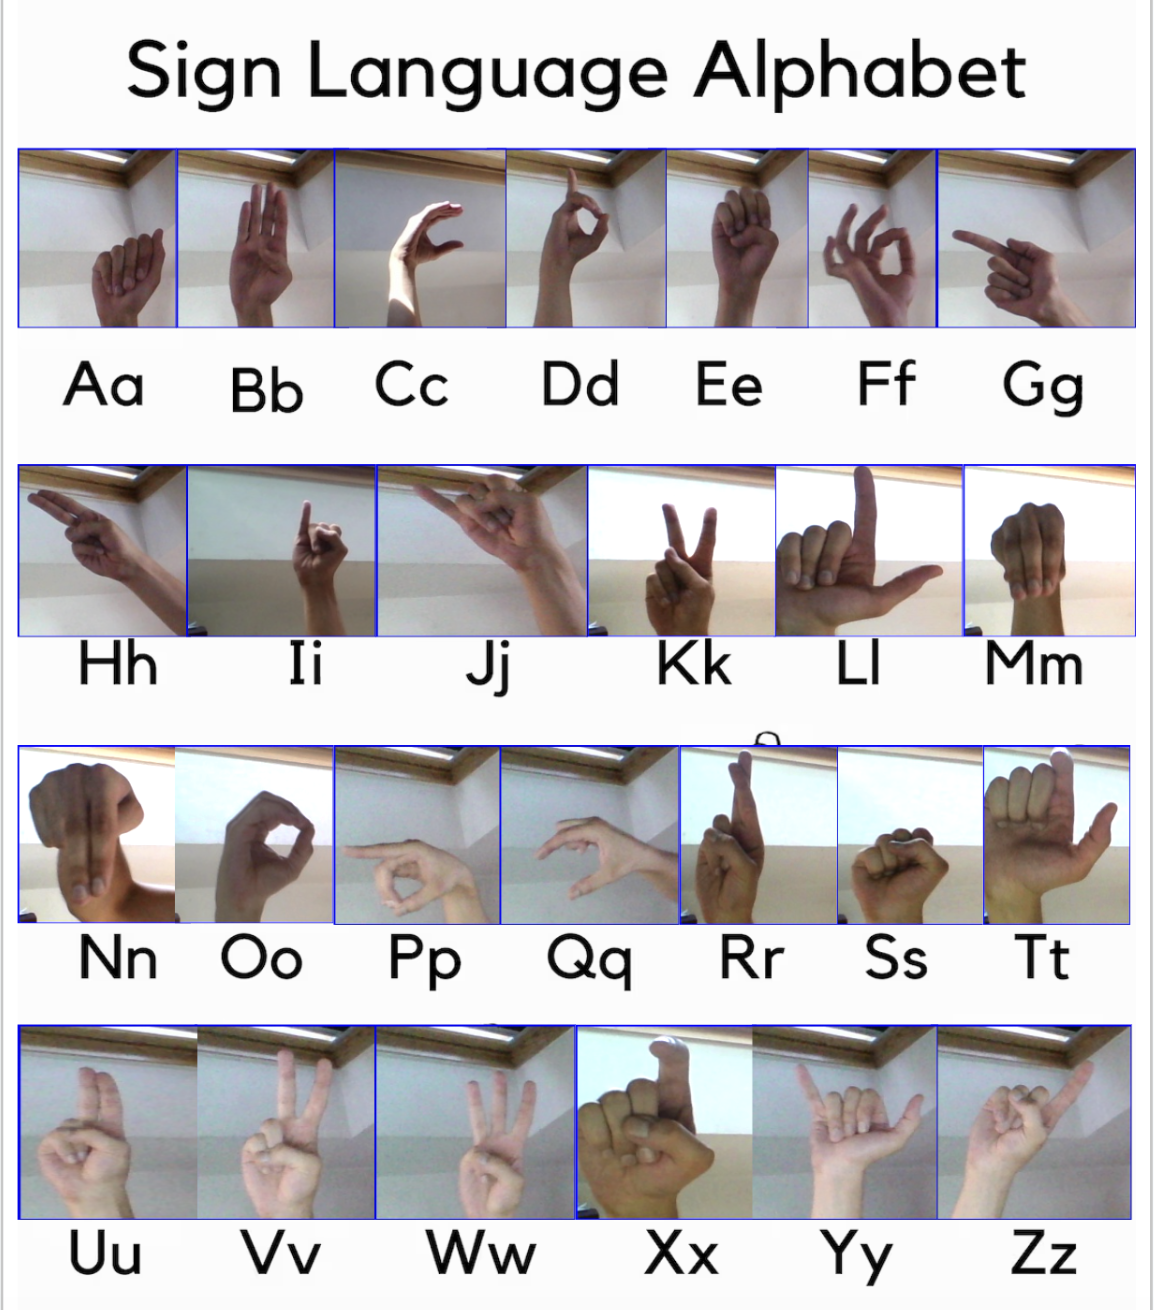 Sign Language Alphabet
Aa Bb Cc Dd Ee Ff Gg
Hh Ii Jj Kk Ll Mm
Nn Oo Pp Qq Rr Ss Tt
Uu Vv Ww Xx Yy Zz